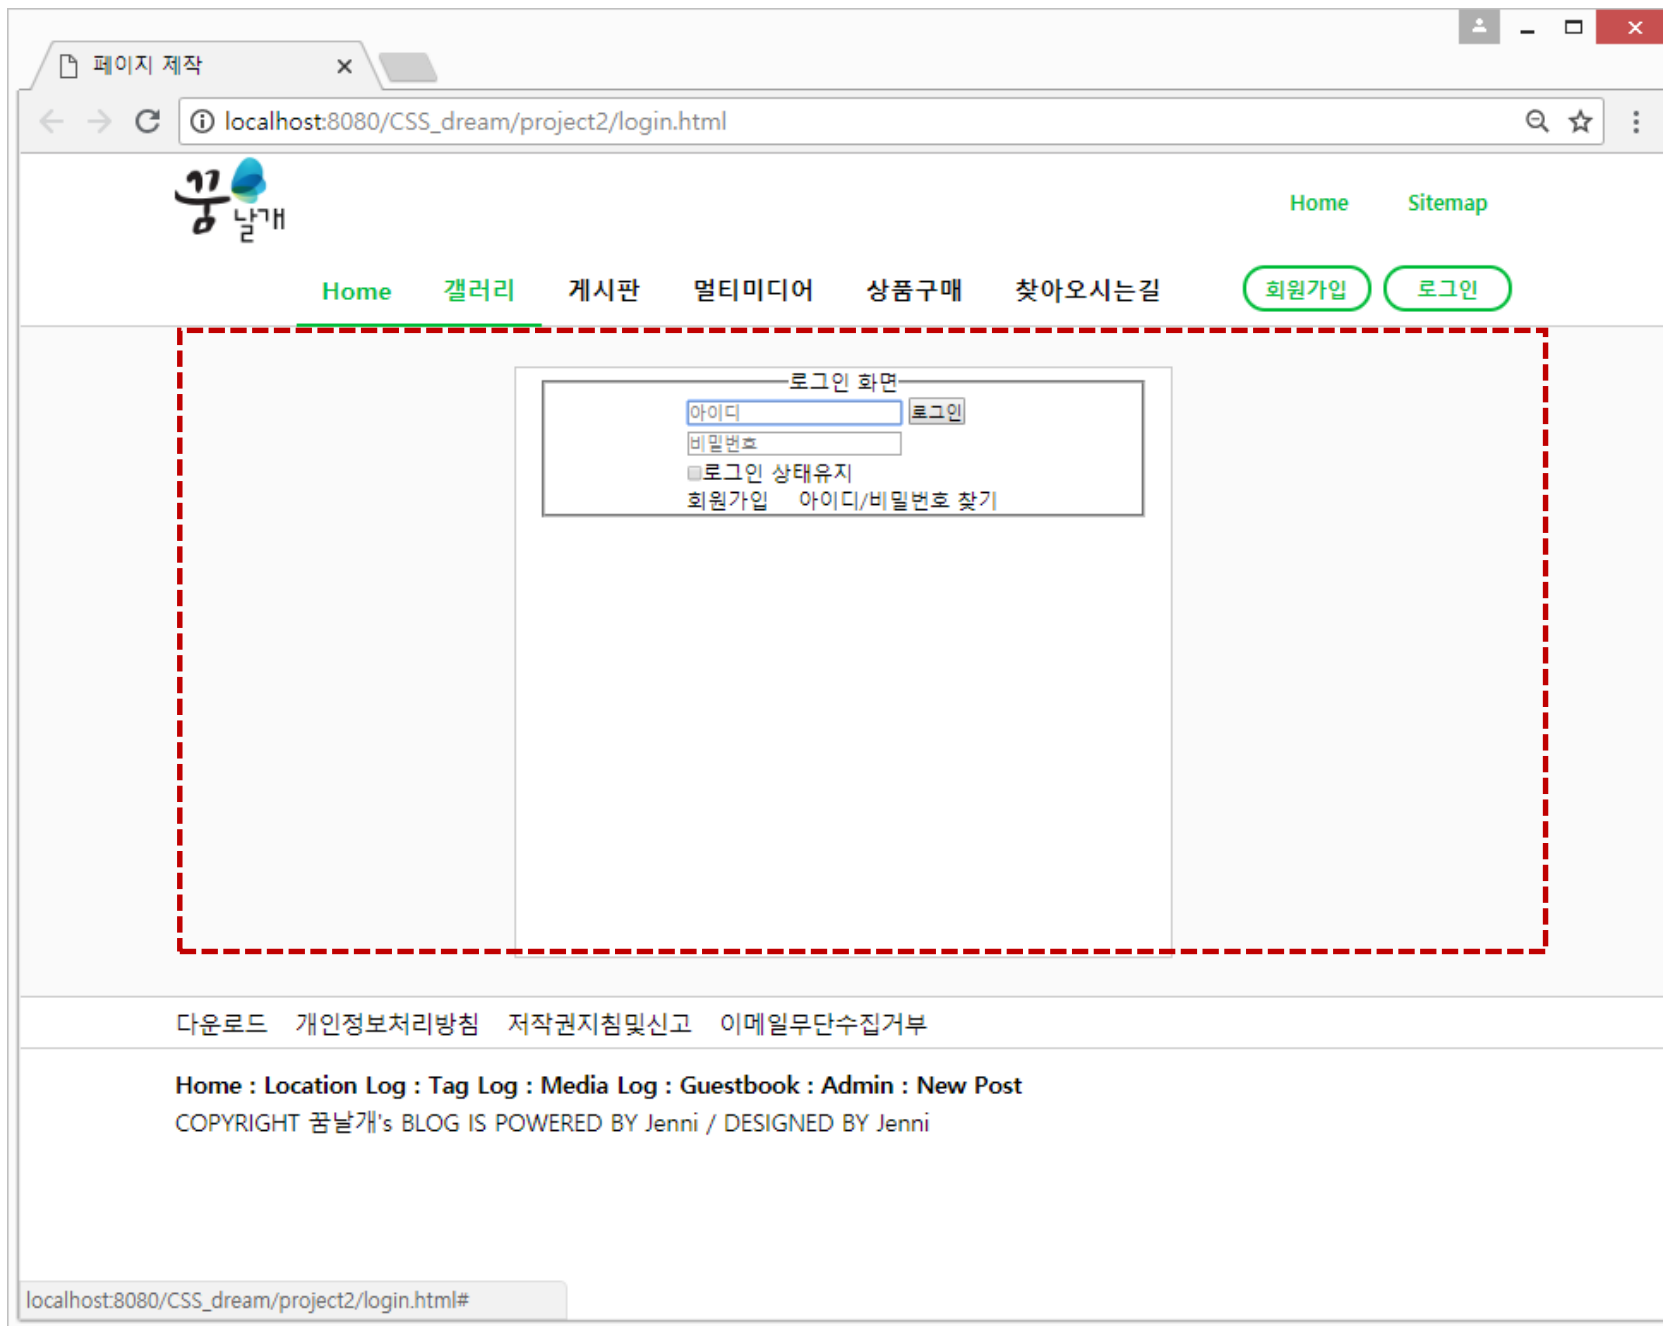 페이지 제작
localhost:8080/CSS_dream/project2/login.html
꿈날개
Home Sitemap
Home 갤러리 게시판 멀티미디어 상품구매 찾아오시는길 회원가입 로그인
로그인 화면
아이디 로그인
비밀번호
로그인 상태유지
회원가입 아이디/비밀번호 찾기
다운로드 개인정보처리방침 저작권지침및신고 이메일무단수집거부
Home : Location Log : Tag Log : Media Log : Guestbook : Admin : New Post
COPYRIGHT 꿈날개's BLOG IS POWERED BY Jenni / DESIGNED BY Jenni
localhost:8080/CSS_dream/project2/login.html#